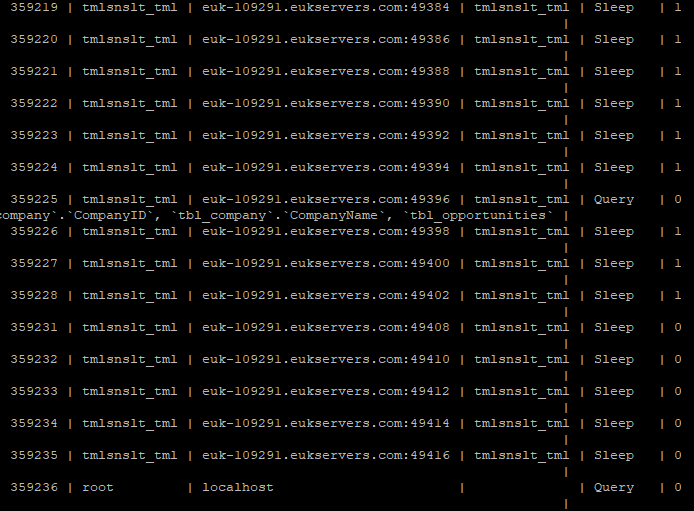 359219 | tmlsnslt_tml | euk-109291.eukservers.com:49384 | tmlsnslt_tml | Sleep | 1
|
359220 | tmlsnslt_tml | euk-109291.eukservers.com:49386 | tmlsnslt_tml | Sleep | 1
|
359221 | tmlsnslt_tml | euk-109291.eukservers.com:49388 | tmlsnslt_tml | Sleep | 1
|
359222 | tmlsnslt_tml | euk-109291.eukservers.com:49390 | tmlsnslt_tml | Sleep | 1
|
359223 | tmlsnslt_tml | euk-109291.eukservers.com:49392 | tmlsnslt_tml | Sleep | 1
|
359224 | tmlsnslt_tml | euk-109291.eukservers.com:49394 | tmlsnslt_tml | Sleep | 1
|
359225 | tmlsnslt_tml | euk-109291.eukservers.com:49396 | tmlsnslt_tml | Query | 0
company`.`CompanyID`, `tbl_company`.`CompanyName`, `tbl_opportunities` |
359226 | tmlsnslt_tml | euk-109291.eukservers.com:49398 | tmlsnslt_tml | Sleep | 1
|
359227 | tmlsnslt_tml | euk-109291.eukservers.com:49400 | tmlsnslt_tml | Sleep | 1
|
359228 | tmlsnslt_tml | euk-109291.eukservers.com:49402 | tmlsnslt_tml | Sleep | 1
|
359231 | tmlsnslt_tml | euk-109291.eukservers.com:49408 | tmlsnslt_tml | Sleep | 0
|
359232 | tmlsnslt_tml | euk-109291.eukservers.com:49410 | tmlsnslt_tml | Sleep | 0
|
359233 | tmlsnslt_tml | euk-109291.eukservers.com:49412 | tmlsnslt_tml | Sleep | 0
|
359234 | tmlsnslt_tml | euk-109291.eukservers.com:49414 | tmlsnslt_tml | Sleep | 0
|
359235 | tmlsnslt_tml | euk-109291.eukservers.com:49416 | tmlsnslt_tml | Sleep | 0
|
359236 | root | localhost | | Query | 0
|